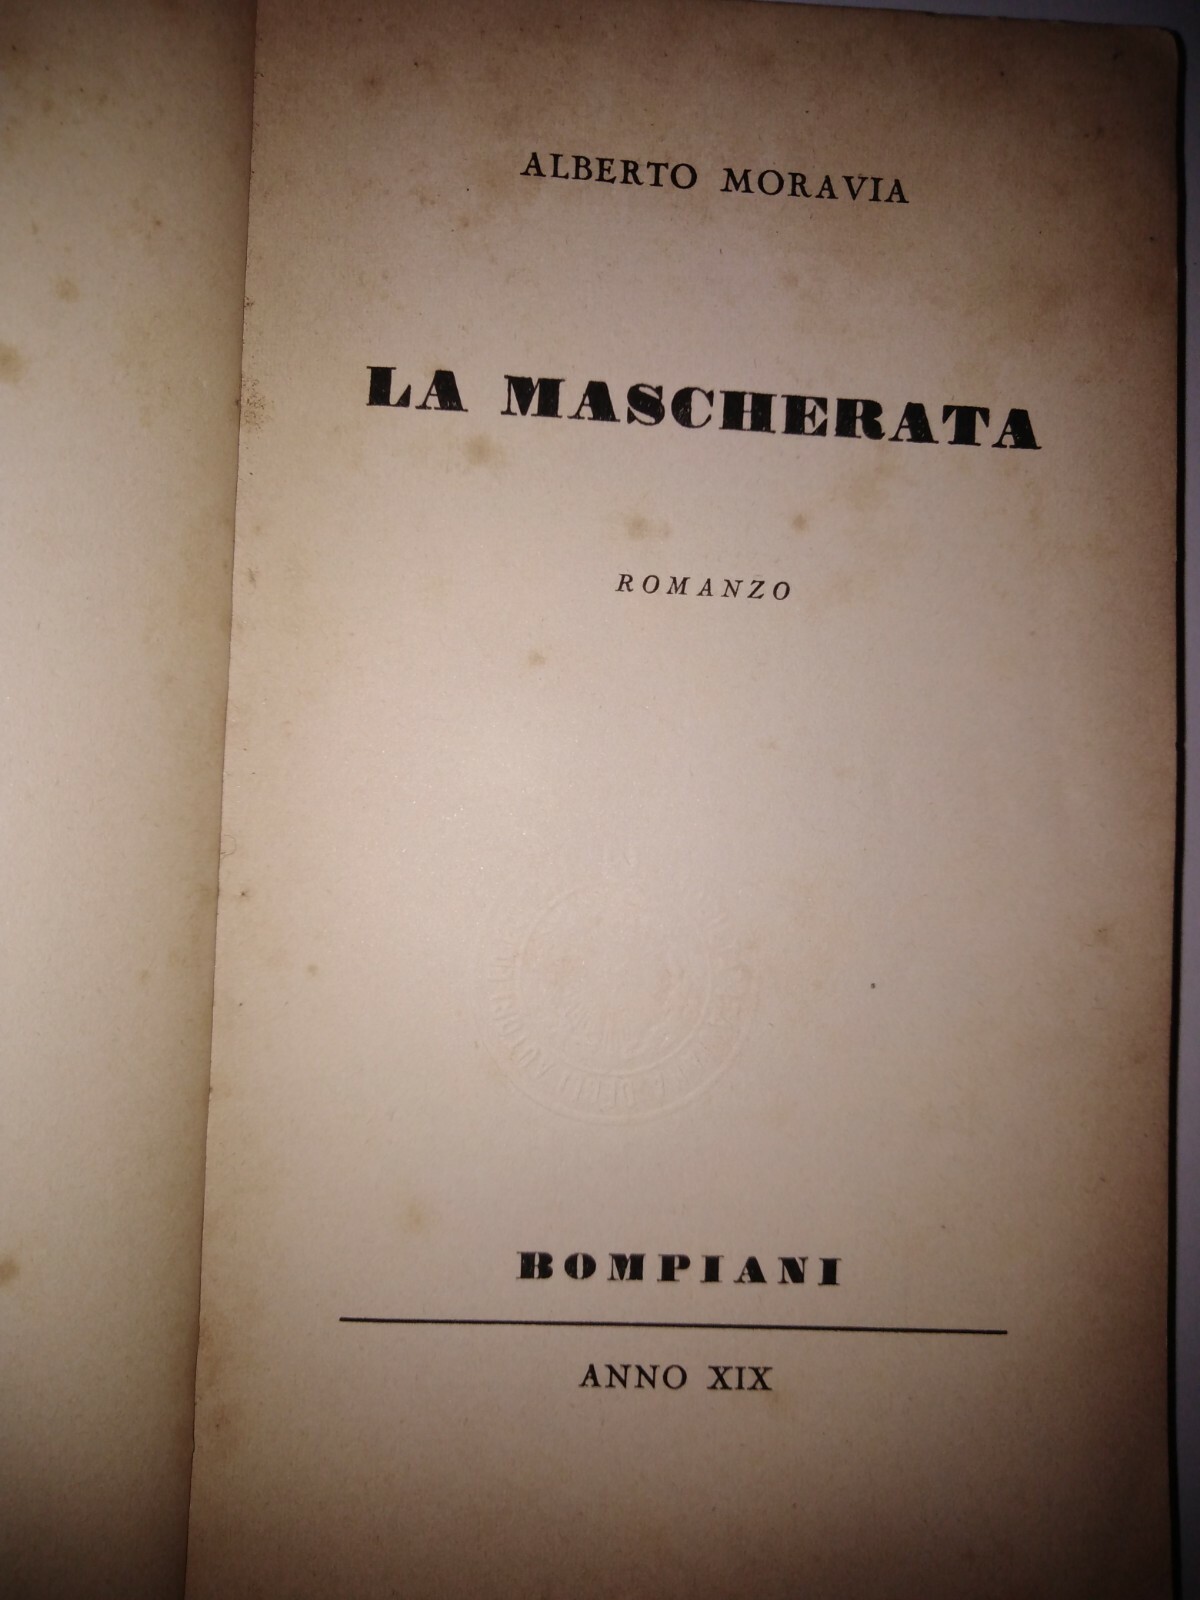 ALBERTO MORAVIA
LA MASCHERATA
ROMANZO
BOMPIANI
ANNO XIX